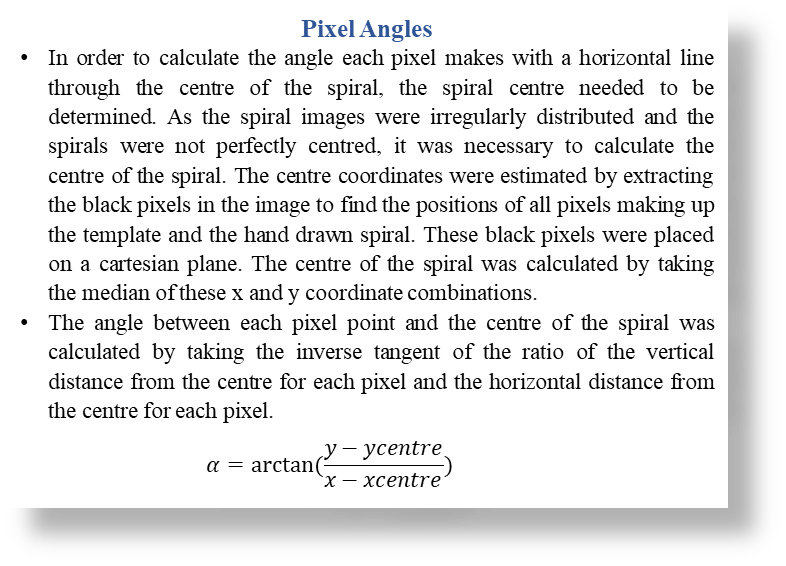 Pixel Angles
• In order to calculate the angle each pixel makes with a horizontal line
through the centre of the spiral, the spiral centre needed to be
determined. As the spiral images were irregularly distributed and the
spirals were not perfectly centred, it was necessary to calculate the
centre of the spiral. The centre coordinates were estimated by extracting
the black pixels in the image to find the positions of all pixels making up
the template and the hand drawn spiral. These black pixels were placed
on a cartesian plane. The centre of the spiral was calculated by taking
the median of these x and y coordinate combinations.
• The angle between each pixel point and the centre of the spiral was
calculated by taking the inverse tangent of the ratio of the vertical
distance from the centre for each pixel and the horizontal distance from
the centre for each pixel.
α = arctan(y − ycentre / x − xcentre)